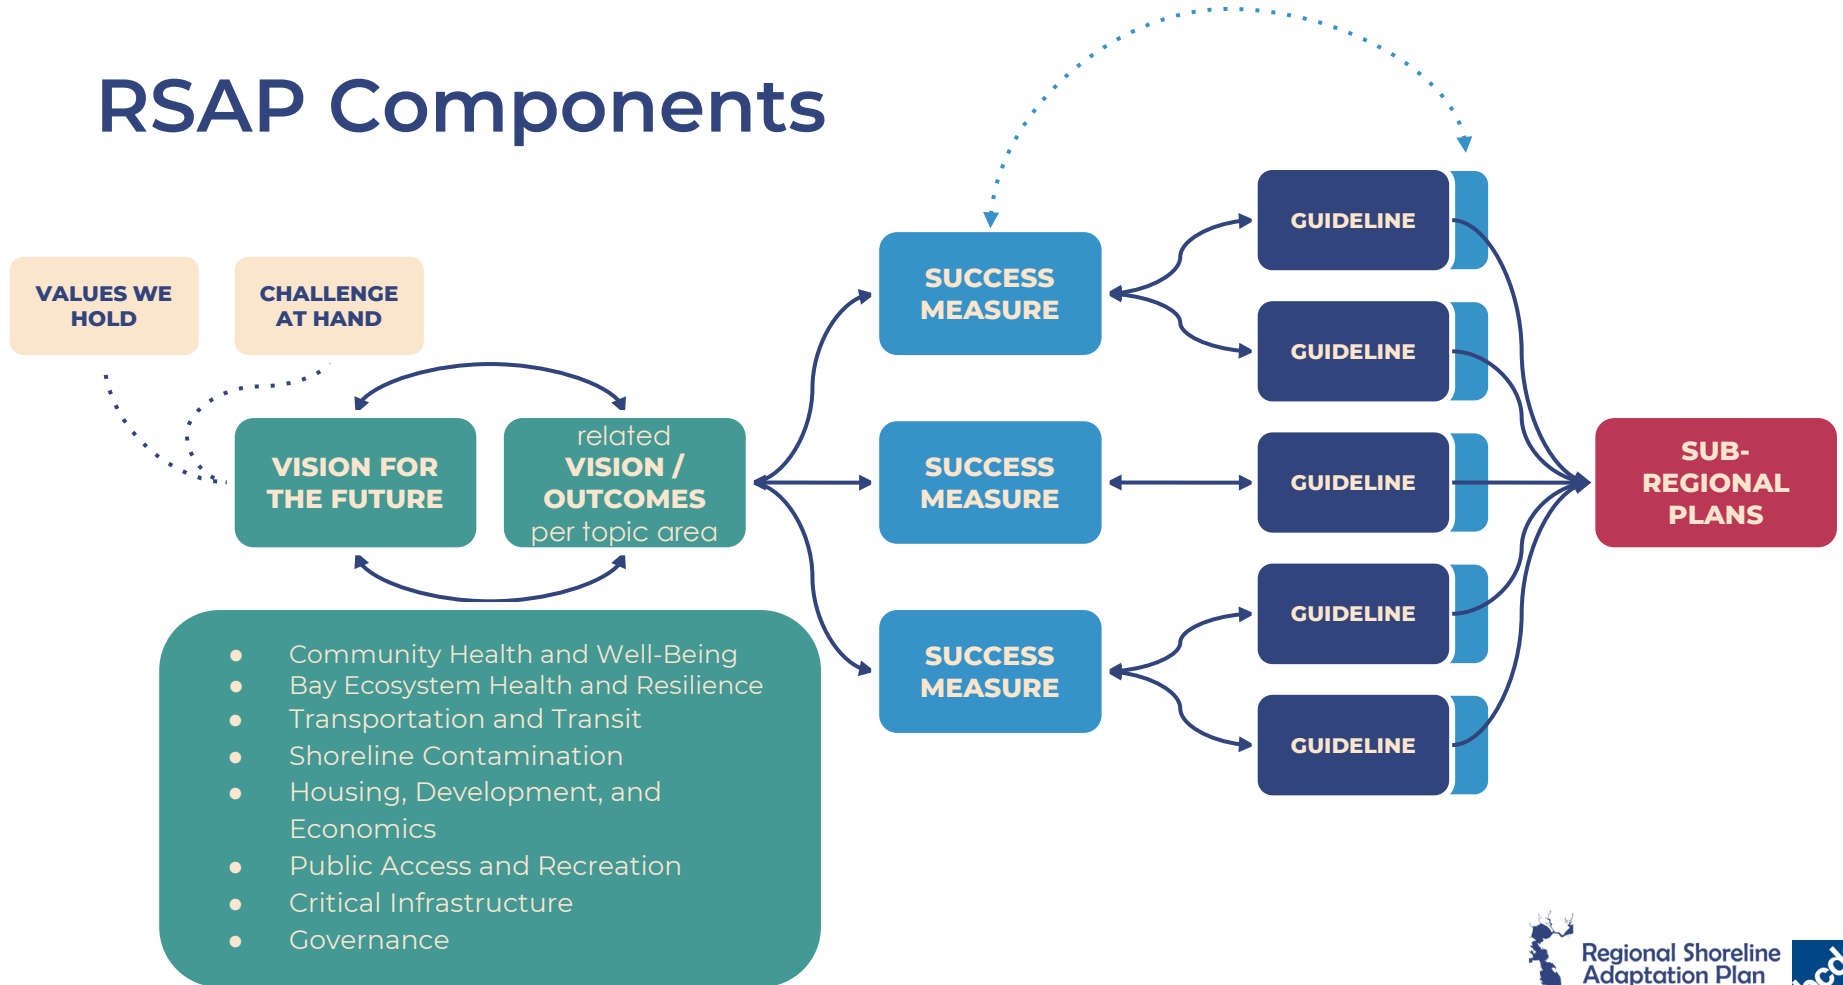 RSAP Components
VALUES WE
HOLD
CHALLENGE
AT HAND
VISION FOR
THE FUTURE
related
VISION /
OUTCOMES
per topic area
● Community Health and Well-Being
● Bay Ecosystem Health and Resilience
● Transportation and Transit
● Shoreline Contamination
● Housing, Development, and
Economics
● Public Access and Recreation
● Critical Infrastructure
● Governance
SUCCESS
MEASURE
SUCCESS
MEASURE
SUCCESS
MEASURE
GUIDELINE
GUIDELINE
GUIDELINE
GUIDELINE
GUIDELINE
SUB-
REGIONAL
PLANS
Regional Shoreline
Adaptation Plan